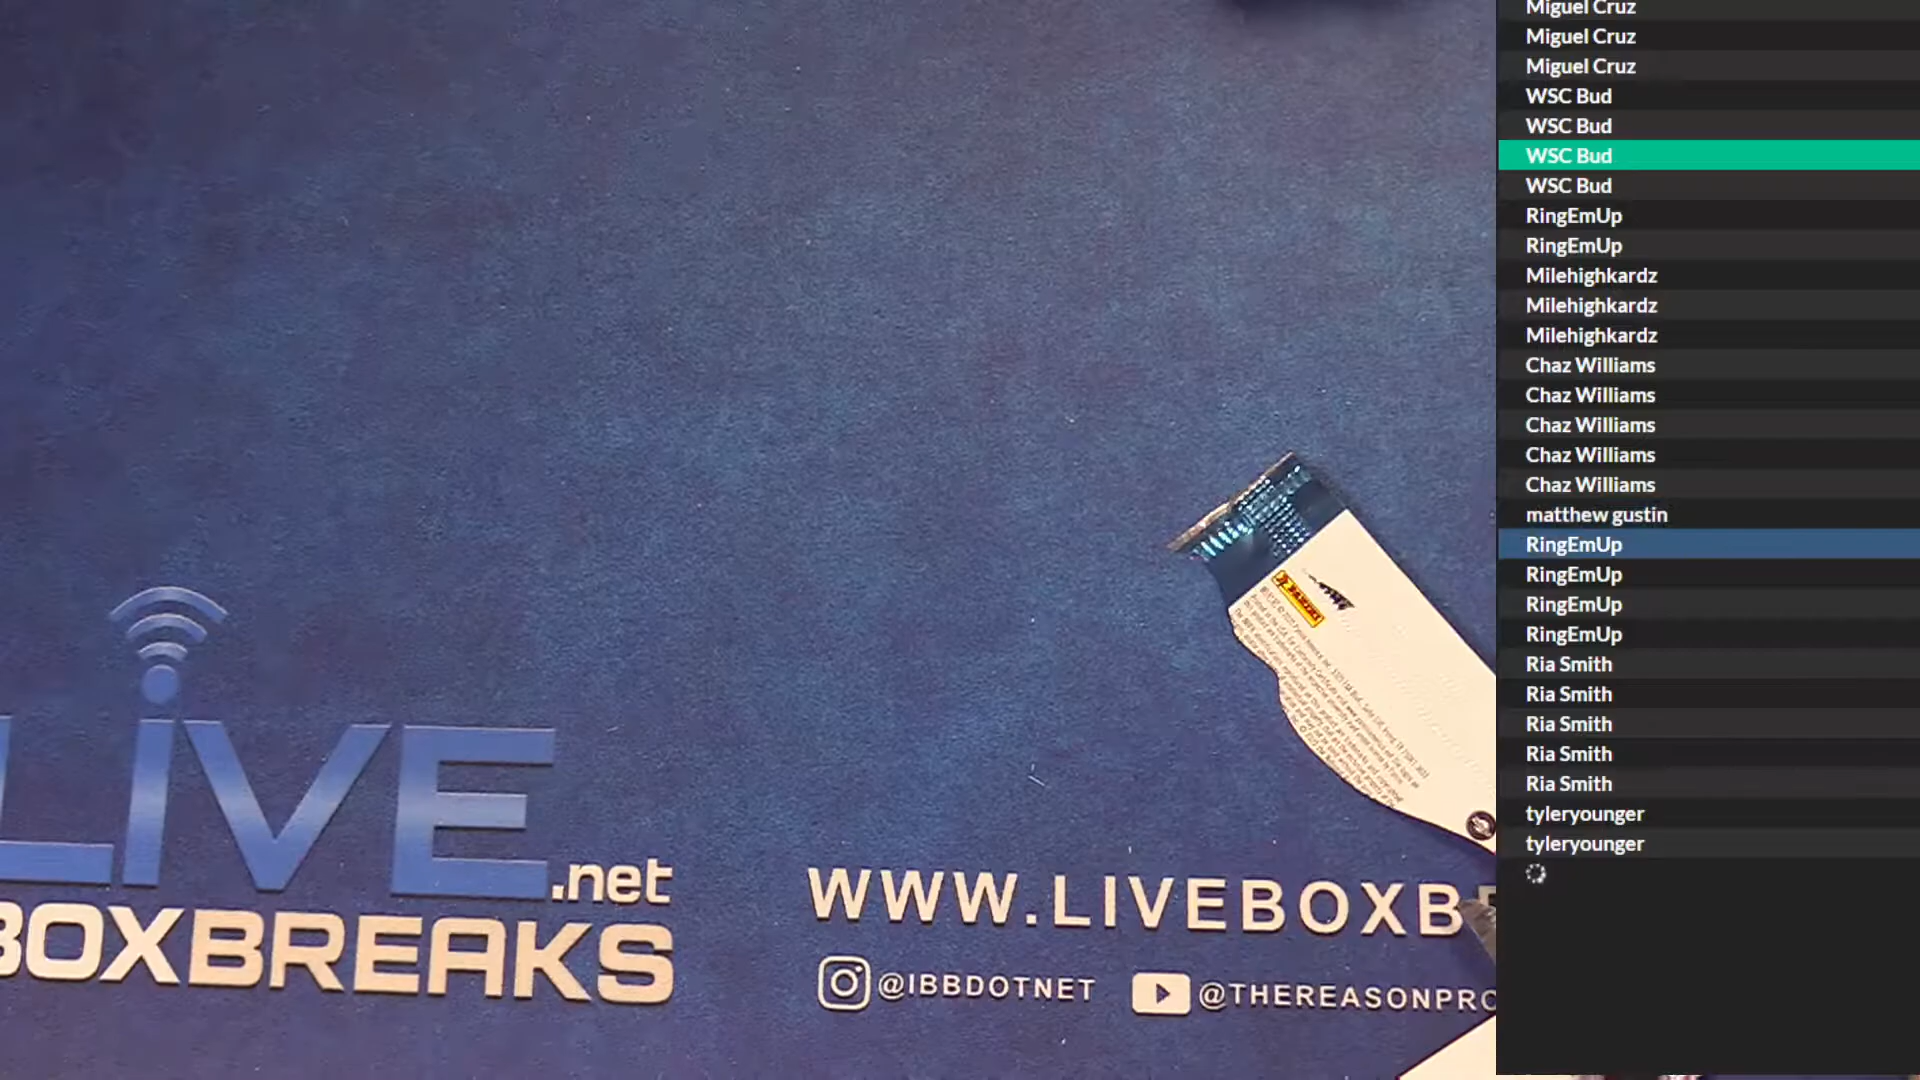 Miguel Cruz
Miguel Cruz
Miguel Cruz
WSC Bud
WSC Bud
WSC Bud
WSC Bud
RingEmUp
RingEmUp
Milehighkardz
Milehighkardz
Milehighkardz
Chaz Williams
Chaz Williams
Chaz Williams
Chaz Williams
Chaz Williams
matthew gustin
RingEmUp
RingEmUp
RingEmUp
RingEmUp
Ria Smith
Ria Smith
Ria Smith
Ria Smith
Ria Smith
tyleryounger
tyleryounger
PANINI
LIVE
.net
BOXBREAKS
WWW.LIVEBOXB
@IBBDOTNET
@THEREASONPRO